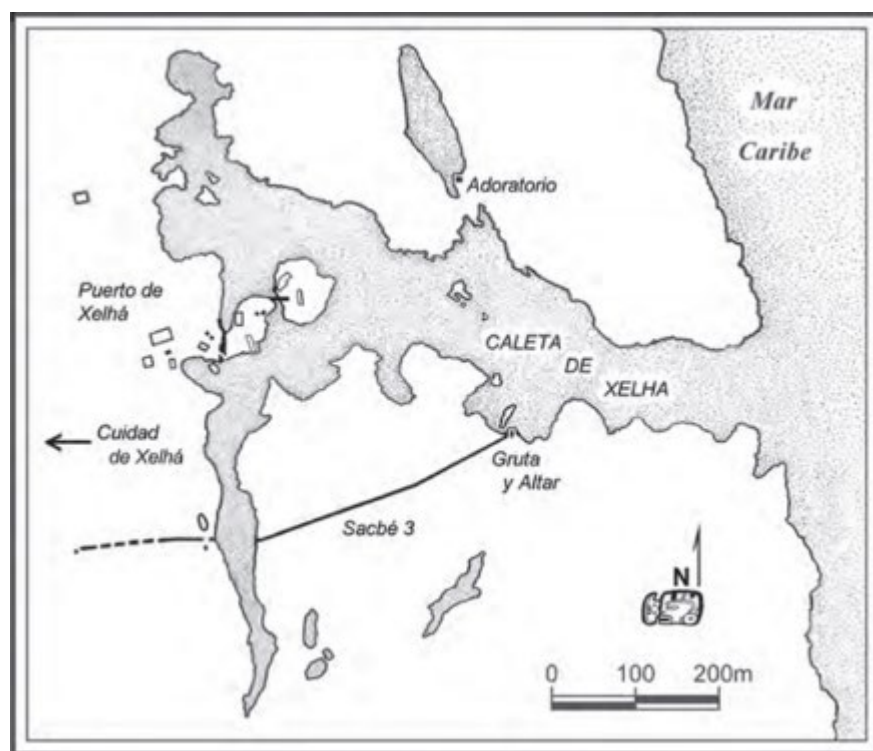 Mar
Caribe
Adoratorio
Puerto de
Xelhá
CALETA
DE
XELHA
Cuidad
de Xelhá
Gruta
y Altar
Sacbé 3
N
0 100 200m